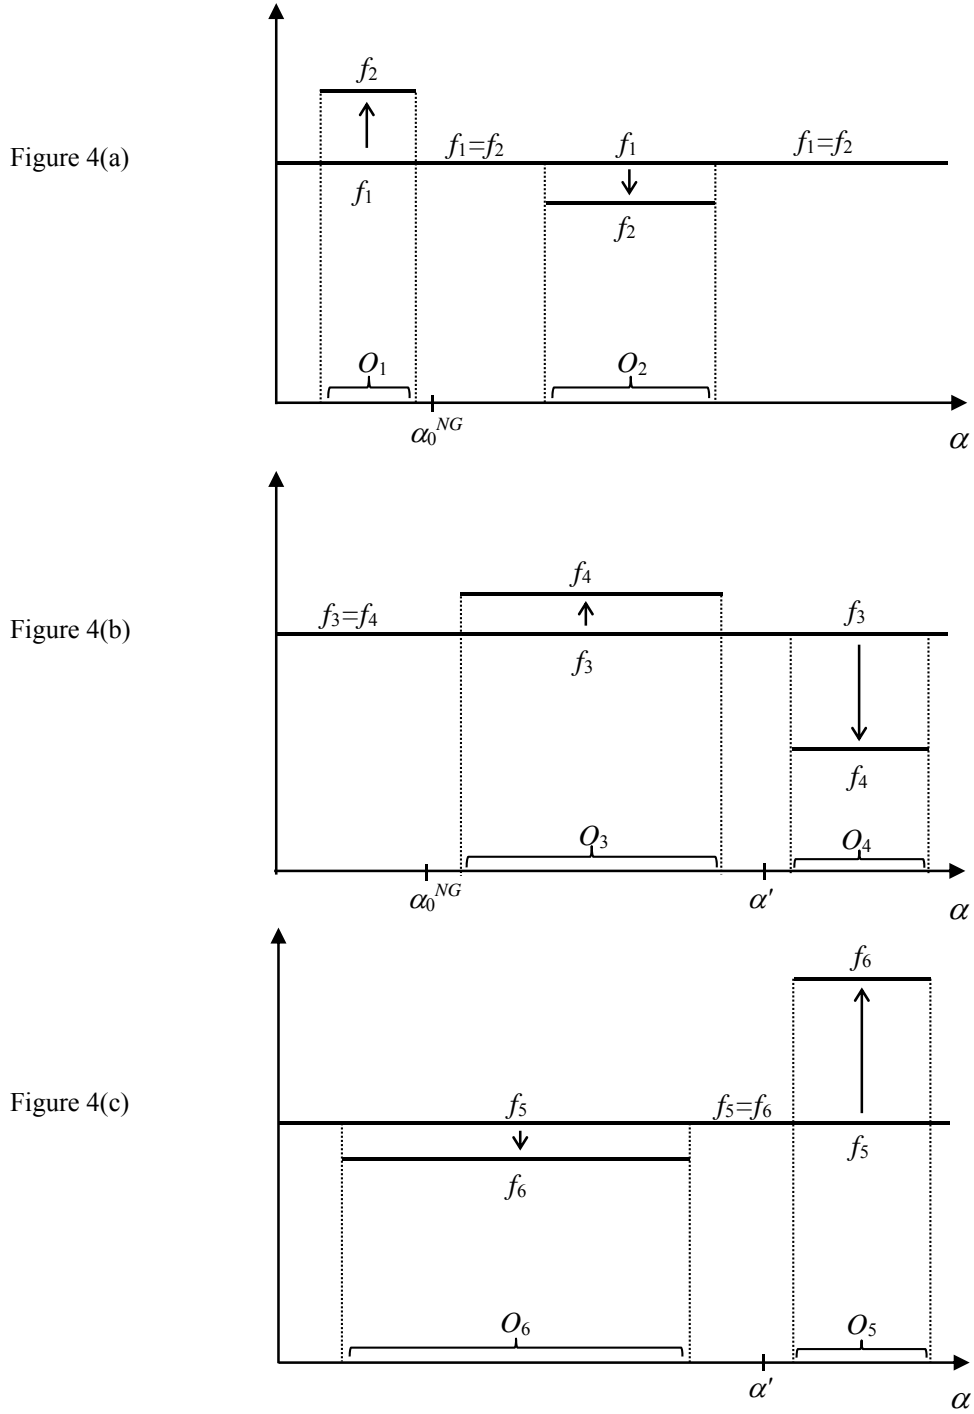 f₂
Figure 4(a)
f₁=f₂ f₁ f₁=f₂
f₁
f₂
O₁ O₂
α₀ᴺᴳ α
f₄
Figure 4(b)
f₃=f₄ f₃
f₃
f₄
O₃ O₄
α₀ᴺᴳ α′ α
f₆
Figure 4(c)
f₅ f₅=f₆
f₅
f₆
O₆ O₅
α′ α